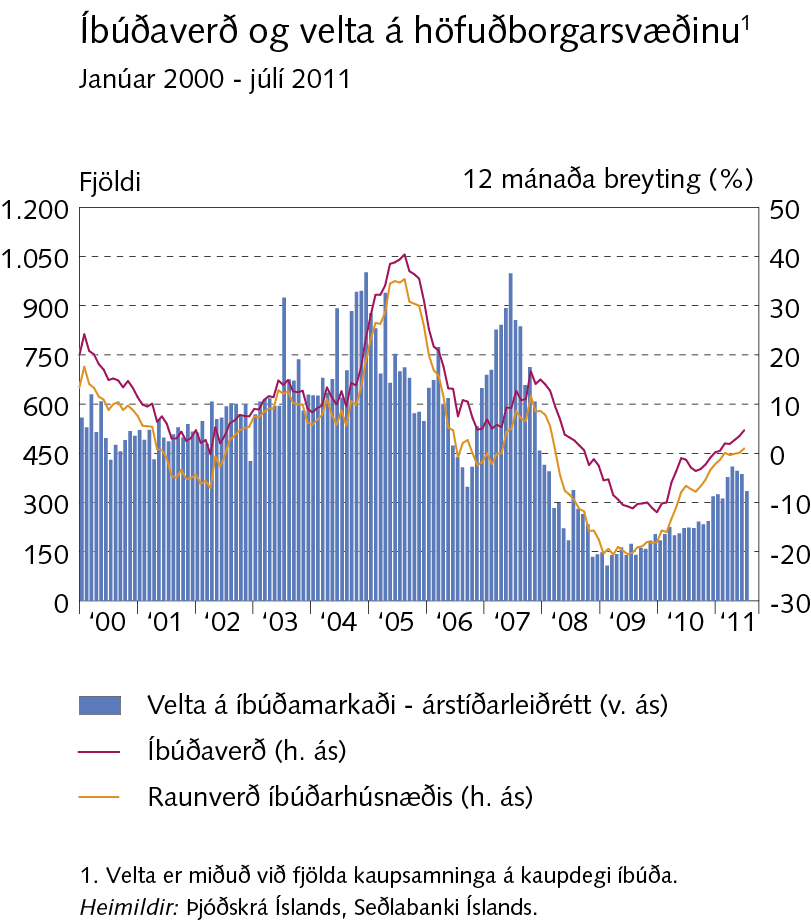 Íbúðaverð og velta á höfuðborgarsvæðinu¹
Janúar 2000 - júlí 2011
Fjöldi
12 mánaða breyting (%)
1.200
1.050
900
750
600
450
300
150
0
50
40
30
20
10
0
-10
-20
-30
‘00 ‘01 ‘02 ‘03 ‘04 ‘05 ‘06 ‘07 ‘08 ‘09 ‘10 ‘11
Velta á íbúðamarkaði - árstíðarleiðrétt (v. ás)
Íbúðaverð (h. ás)
Raunverð íbúðarhúsnæðis (h. ás)
1. Velta er miðuð við fjölda kaupsamninga á kaupdegi íbúða.
Heimildir: Þjóðskrá Íslands, Seðlabanki Íslands.